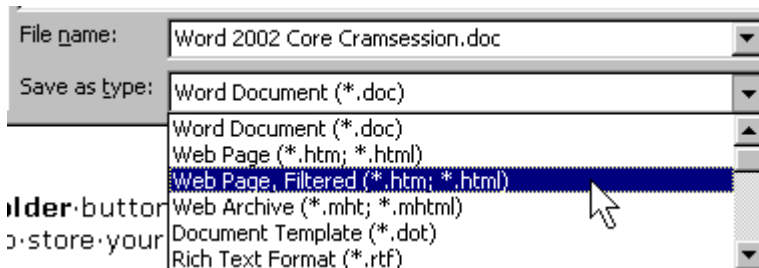 File name:
Word 2002 Core Cramsession.doc
Save as type:
Word Document (*.doc)
Word Document (*.doc)
Web Page (*.htm; *.html)
Web Page, Filtered (*.htm; *.html)
Web Archive (*.mht; *.mhtml)
Document Template (*.dot)
Rich Text Format (*.rtf)
older·button
o·store·your